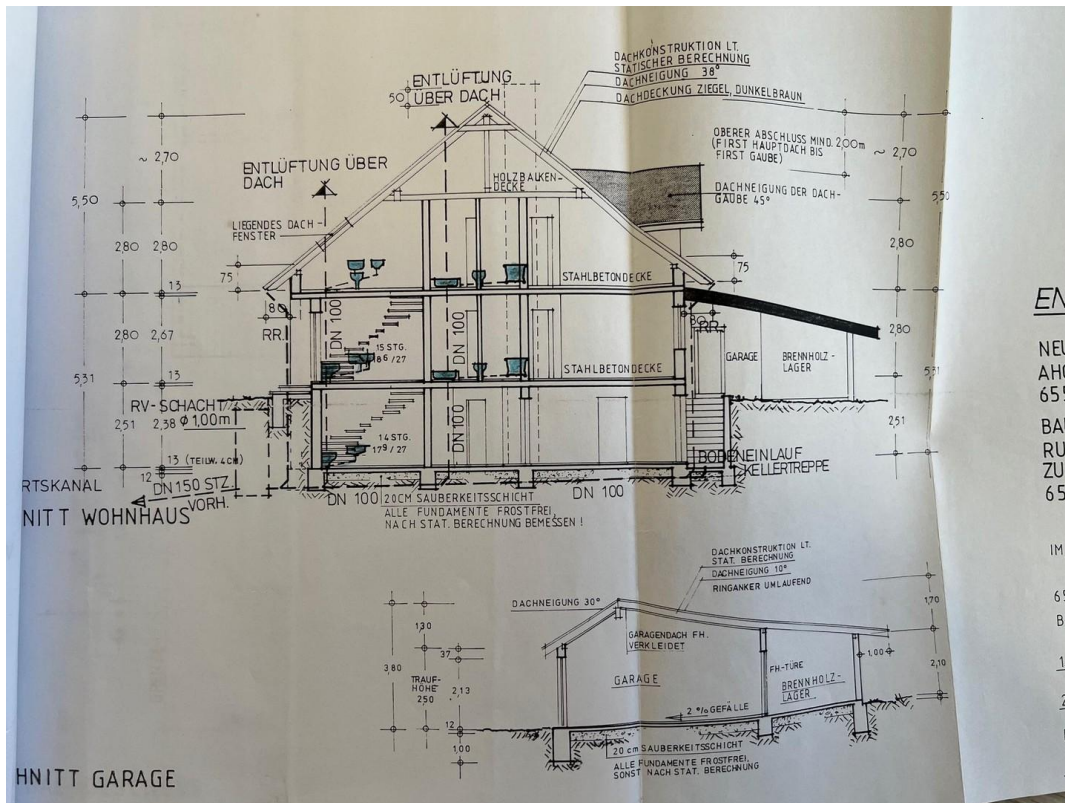 ENTLÜFTUNG
ÜBER DACH
50
DACHKONSTRUKTION LT.
STATISCHER BERECHNUNG
DACHNEIGUNG 38°
DACHDECKUNG ZIEGEL, DUNKELBRAUN
OBERER ABSCHLUSS MIND. 2,00m
(FIRST HAUPTDACH BIS
FIRST GAUBE)
~ 2,70
~ 2,70
ENTLÜFTUNG ÜBER
DACH
HOLZBALKEN-
DECKE
DACHNEIGUNG DER DACH-
GAUBE 45°
5,50
5,50
LIEGENDES DACH-
FENSTER
2,80
2,80
75
75
STAHLBETONDECKE
13
80
RR.
80
RR.
DN 100
DN 100
2,80
2,67
2,80
15 STG.
18⁶/27
GARAGE
BRENNHOLZ-
LAGER
STAHLBETONDECKE
5,31
13
5,31
RV-SCHACHT
φ 1,00m
2,51
2,38
2,51
14 STG.
17⁹/27
DN 100
13 (TEILW. 4CM)
12
BODENEINLAUF
KELLERTREPPE
RTSKANAL
DN 150 STZ.
VORH.
DN 100
DN 100
20CM SAUBERKEITSSCHICHT
ALLE FUNDAMENTE FROSTFREI,
NACH STAT. BERECHNUNG BEMESSEN !
NITT WOHNHAUS
EN
NEU
AHO
655
BAU
RU
ZU
65
IM
65
B
1
2
DACHKONSTRUKTION LT.
STAT. BERECHNUNG
DACHNEIGUNG 10°
RINGANKER UMLAUFEND
DACHNEIGUNG 30°
1,70
1,30
GARAGENDACH FH.
VERKLEIDET
37
3,80
TRAUF-
HÖHE
250
2,13
GARAGE
FH-TÜRE
BRENNHOLZ-
LAGER
1,00
2,10
2 % GEFÄLLE
12
1,00
20 cm SAUBERKEITSSCHICHT
ALLE FUNDAMENTE FROSTFREI,
SONST NACH STAT. BERECHNUNG
HNITT GARAGE